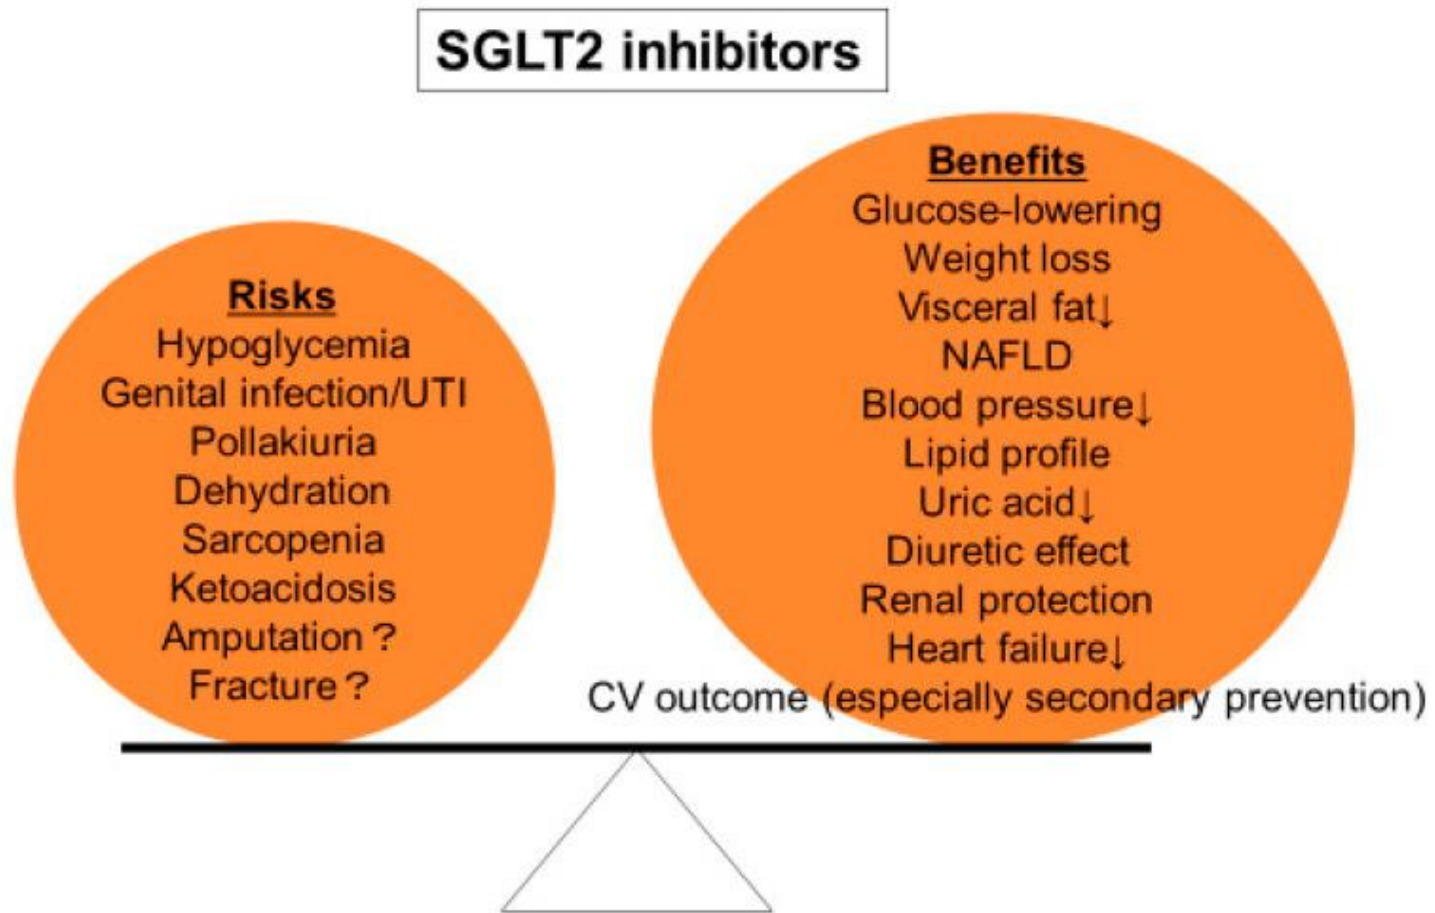 SGLT2 inhibitors
Risks
Hypoglycemia
Genital infection/UTI
Pollakiuria
Dehydration
Sarcopenia
Ketoacidosis
Amputation ?
Fracture ?
Benefits
Glucose-lowering
Weight loss
Visceral fat↓
NAFLD
Blood pressure↓
Lipid profile
Uric acid↓
Diuretic effect
Renal protection
Heart failure↓
CV outcome (especially secondary prevention)